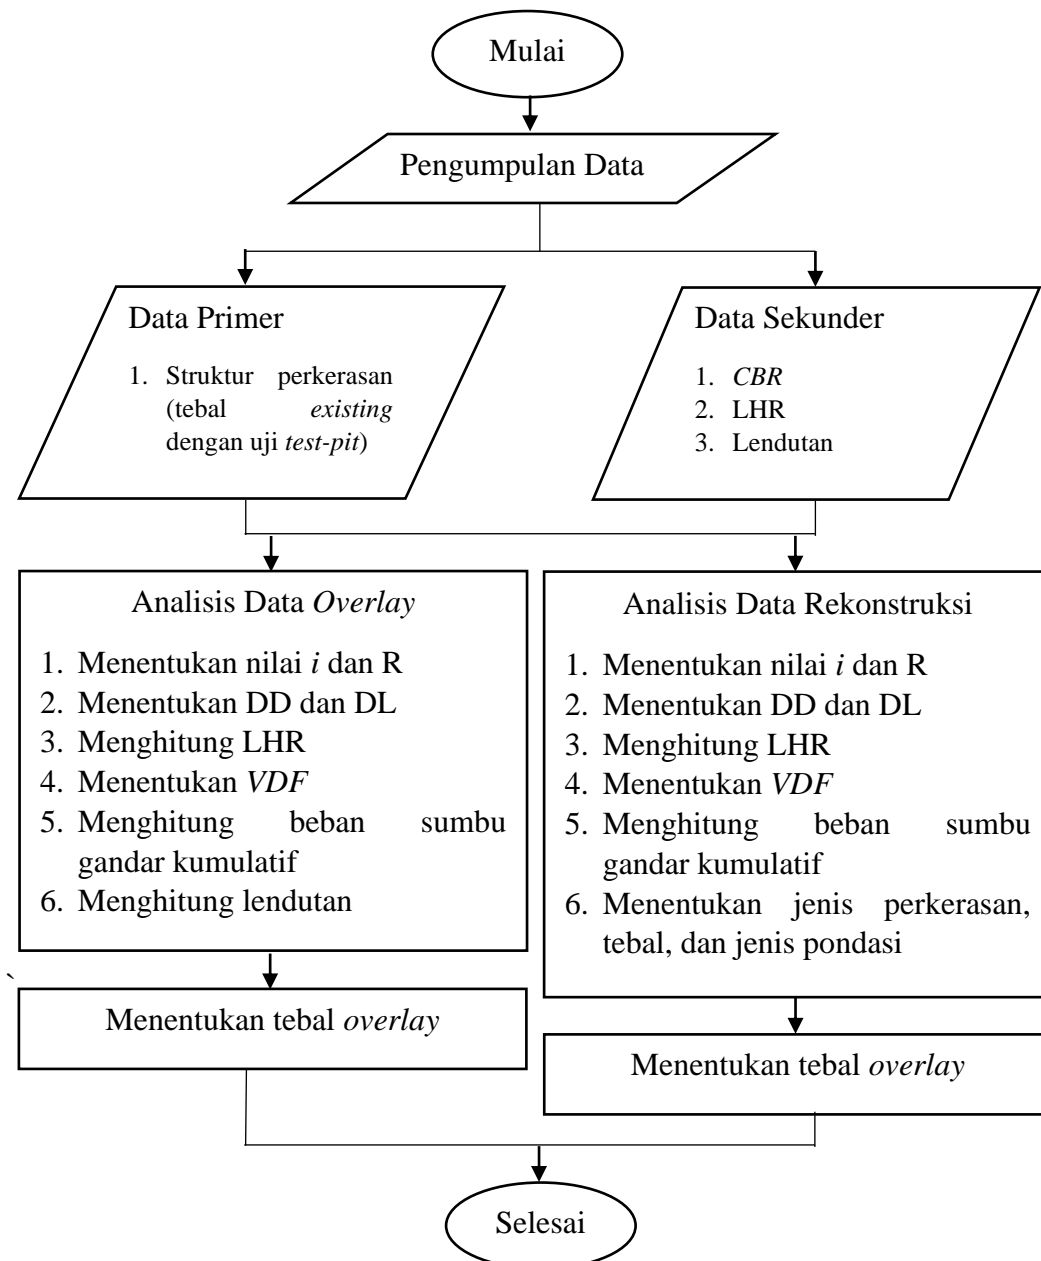 Mulai
Pengumpulan Data
Data Primer
1. Struktur perkerasan
(tebal existing
dengan uji test-pit)
Data Sekunder
1. CBR
2. LHR
3. Lendutan
Analisis Data Overlay
1. Menentukan nilai i dan R
2. Menentukan DD dan DL
3. Menghitung LHR
4. Menentukan VDF
5. Menghitung beban sumbu
gandar kumulatif
6. Menghitung lendutan
Analisis Data Rekonstruksi
1. Menentukan nilai i dan R
2. Menentukan DD dan DL
3. Menghitung LHR
4. Menentukan VDF
5. Menghitung beban sumbu
gandar kumulatif
6. Menentukan jenis perkerasan,
tebal, dan jenis pondasi
`
Menentukan tebal overlay
Menentukan tebal overlay
Selesai